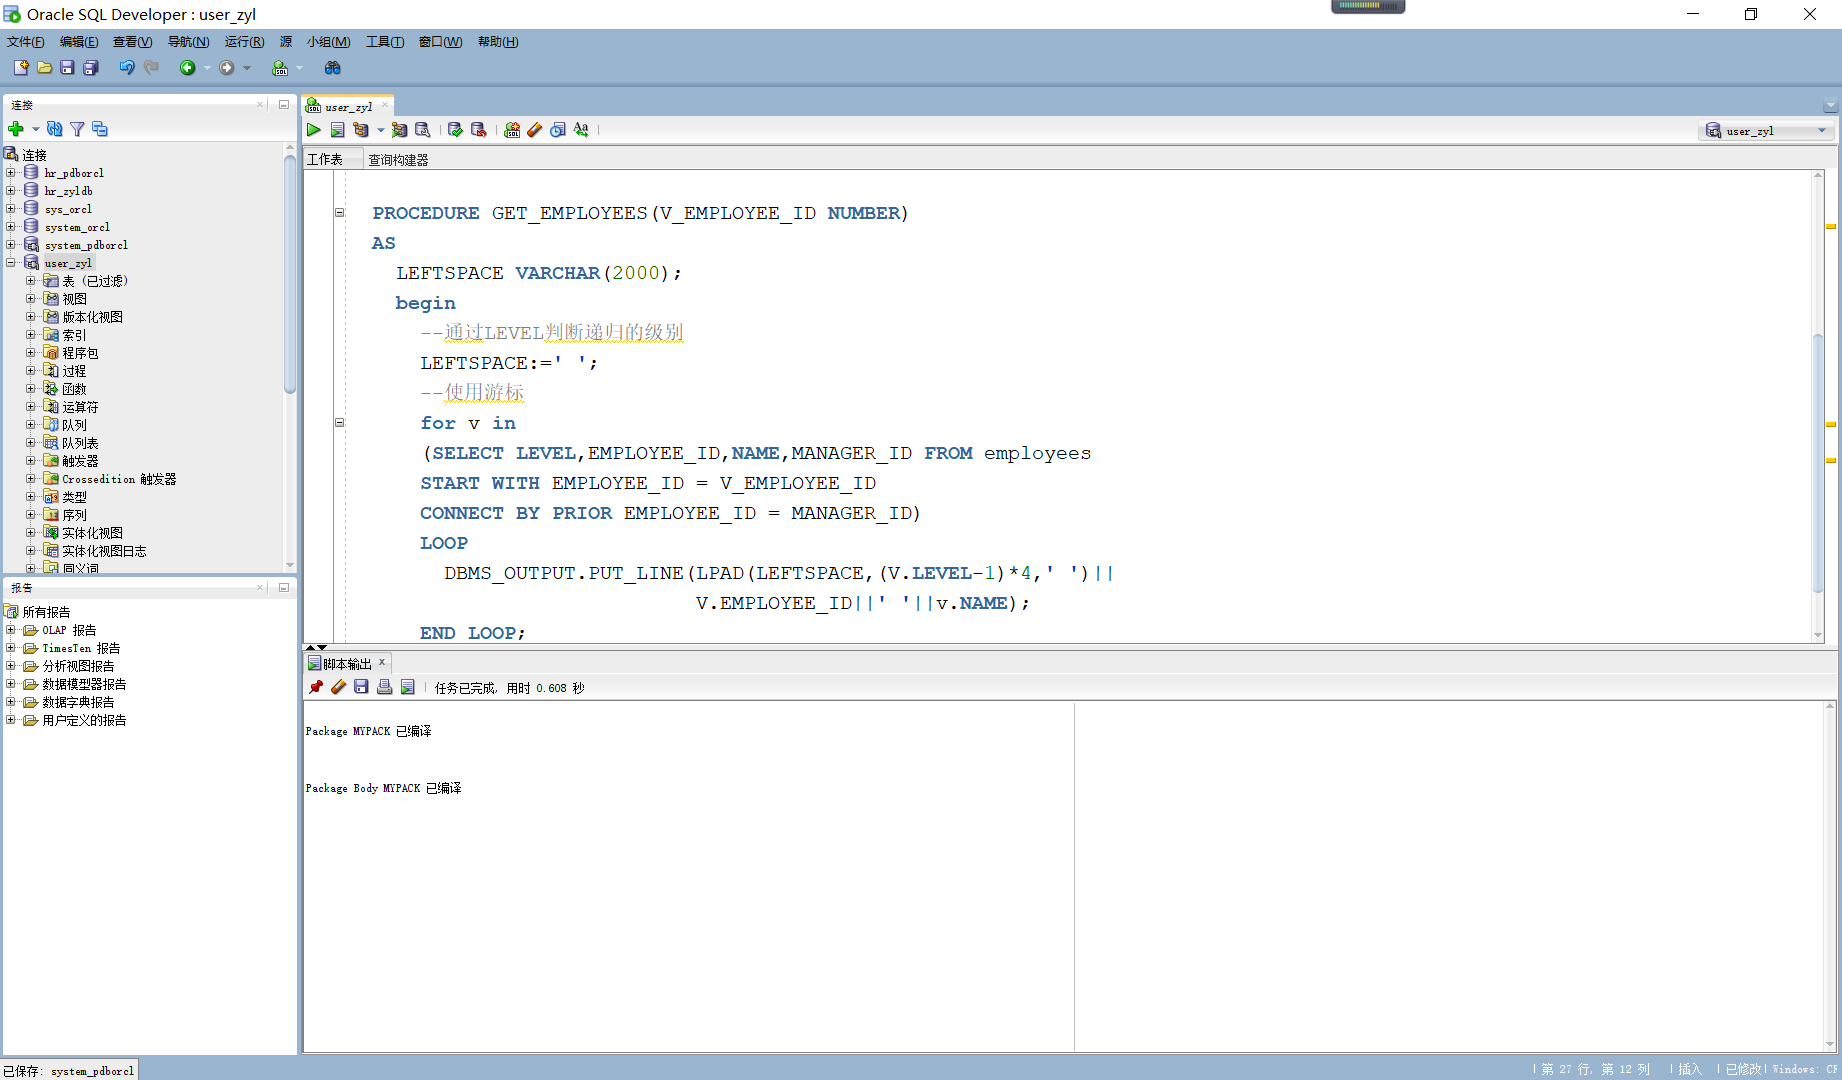 Oracle SQL Developer : user_zyl
文件(F) 编辑(E) 查看(V) 导航(N) 运行(R) 源 小组(M) 工具(T) 窗口(W) 帮助(H)
连接
连接
hr_pdborcl
hr_zyldb
sys_orcl
system_orcl
system_pdborcl
user_zyl
表 (已过滤)
视图
版本化视图
索引
程序包
过程
函数
运算符
队列
队列表
触发器
Crossedition 触发器
类型
序列
实体化视图
实体化视图日志
同义词
报告
所有报告
OLAP 报告
TimesTen 报告
分析视图报告
数据模型器报告
数据字典报告
用户定义的报告
user_zyl
user_zyl
工作表 查询构建器
PROCEDURE GET_EMPLOYEES(V_EMPLOYEE_ID NUMBER)
AS
LEFTSPACE VARCHAR(2000);
begin
--通过LEVEL判断递归的级别
LEFTSPACE:=' ';
--使用游标
for v in
(SELECT LEVEL,EMPLOYEE_ID,NAME,MANAGER_ID FROM employees
START WITH EMPLOYEE_ID = V_EMPLOYEE_ID
CONNECT BY PRIOR EMPLOYEE_ID = MANAGER_ID)
LOOP
DBMS_OUTPUT.PUT_LINE(LPAD(LEFTSPACE,(V.LEVEL-1)*4,' ')||
V.EMPLOYEE_ID||' '||v.NAME);
END LOOP;
脚本输出
任务已完成, 用时 0.608 秒
Package MYPACK 已编译
Package Body MYPACK 已编译
已保存: system_pdborcl
第 27 行, 第 12 列 插入 已修改 Windows: CF